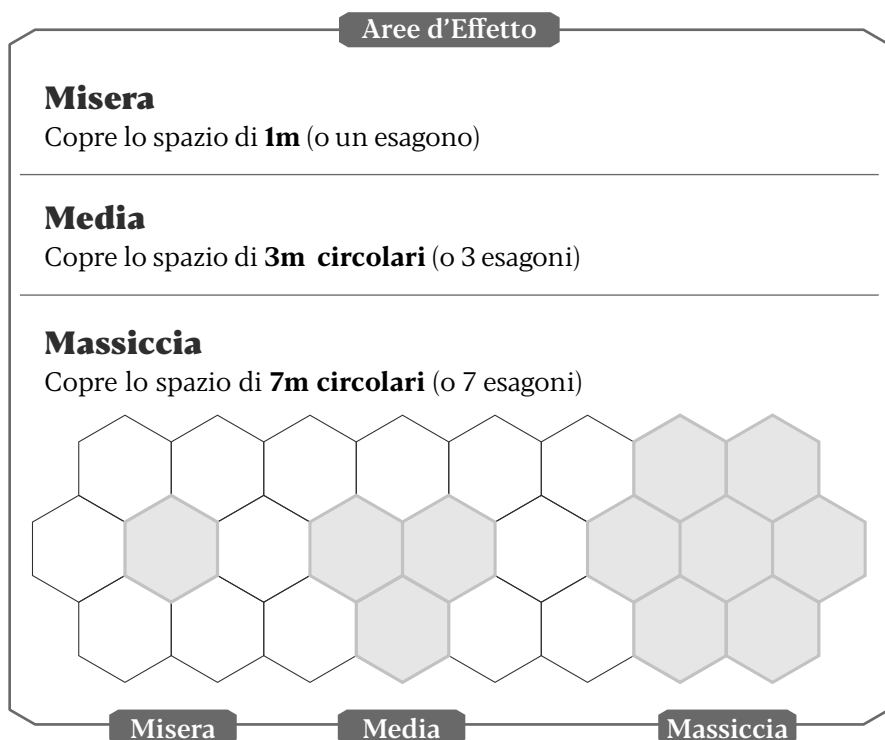 Aree d’Effetto
Misera
Copre lo spazio di 1m (o un esagono)
Media
Copre lo spazio di 3m circolari (o 3 esagoni)
Massiccia
Copre lo spazio di 7m circolari (o 7 esagoni)
Misera
Media
Massiccia